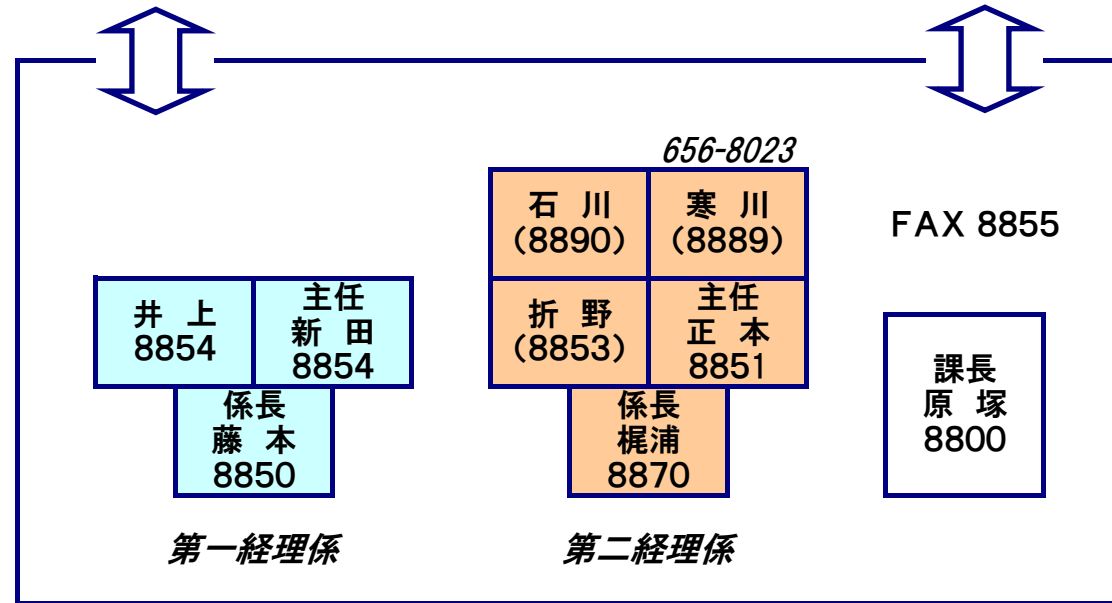 656-8023
石 川
（8890）
寒 川
（8889）
FAX 8855
井 上
8854
主任
新 田
8854
折 野
（8853）
主任
正 本
8851
係長
藤 本
8850
係長
梶浦
8870
課長
原 塚
8800
第一経理係
第二経理係